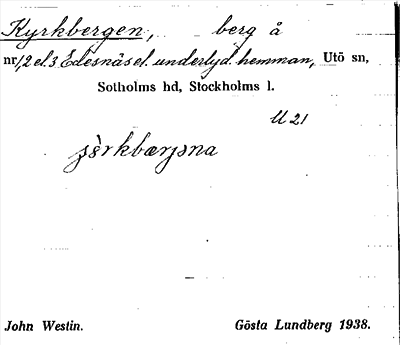 Kyrkbergen, berg å
nr 1, 2 el. 3 Edesnäs el. underlyd. hemman, Utö sn,
Sotholms hd, Stockholms l.
U 21
John Westin. Gösta Lundberg 1938.